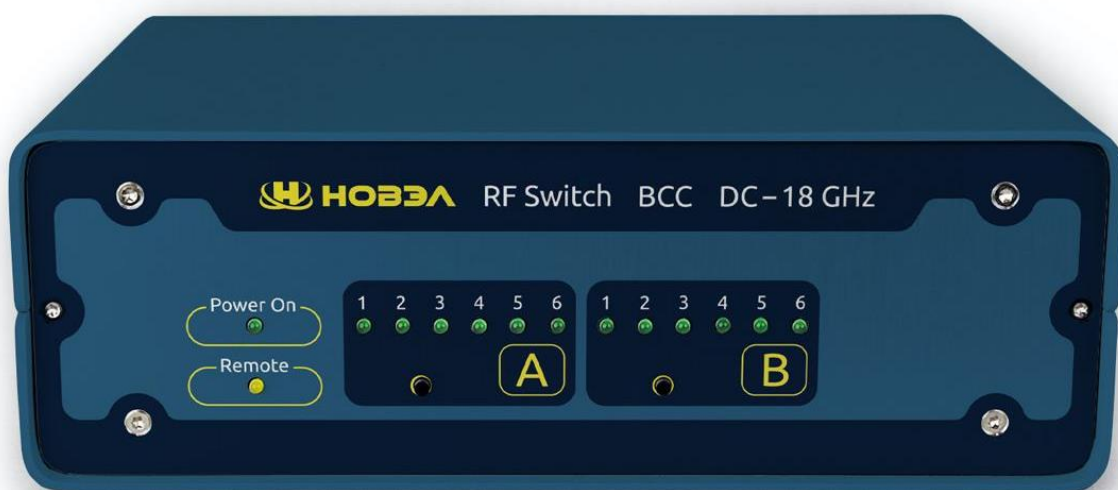 НОВЭЛ RF Switch BCC DC–18 GHz
Power On
Remote
1 2 3 4 5 6
A
1 2 3 4 5 6
B